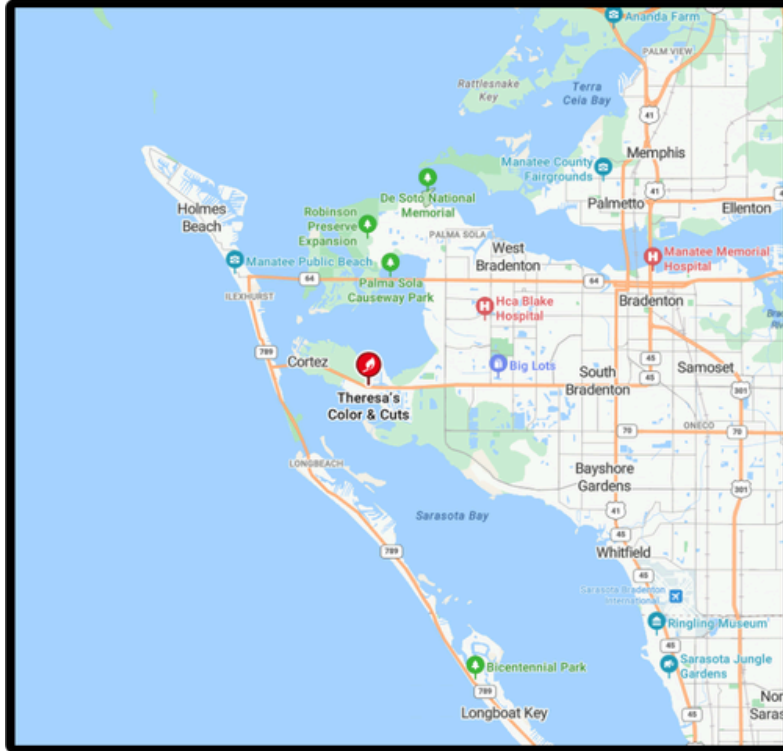 Ananda Farm
PALM VIEW
Rattlesnake
Key
Terra
Ceia Bay
41
Memphis
Manatee County
Fairgrounds
41
De Soto National
Memorial
Palmetto
Ellenton
Holmes
Beach
Robinson
Preserve
Expansion
PALMA SOLA
West
Bradenton
Manatee Memorial
Hospital
Manatee Public Beach
64
Palma Sola
Causeway Park
64
ILEXHURST
Hca Blake
Hospital
Bradenton
789
Cortez
Big Lots
45
Samoset
South
Bradenton
45
301
Theresa's
Color & Cuts
70
ONECO
70
LONGBEACH
Bayshore
Gardens
301
Sarasota Bay
41
45
789
Whitfield
45
Sarasota Bradenton
International
Ringling Museum
45
Bicentennial Park
Sarasota Jungle
Gardens
789
Longboat Key
45